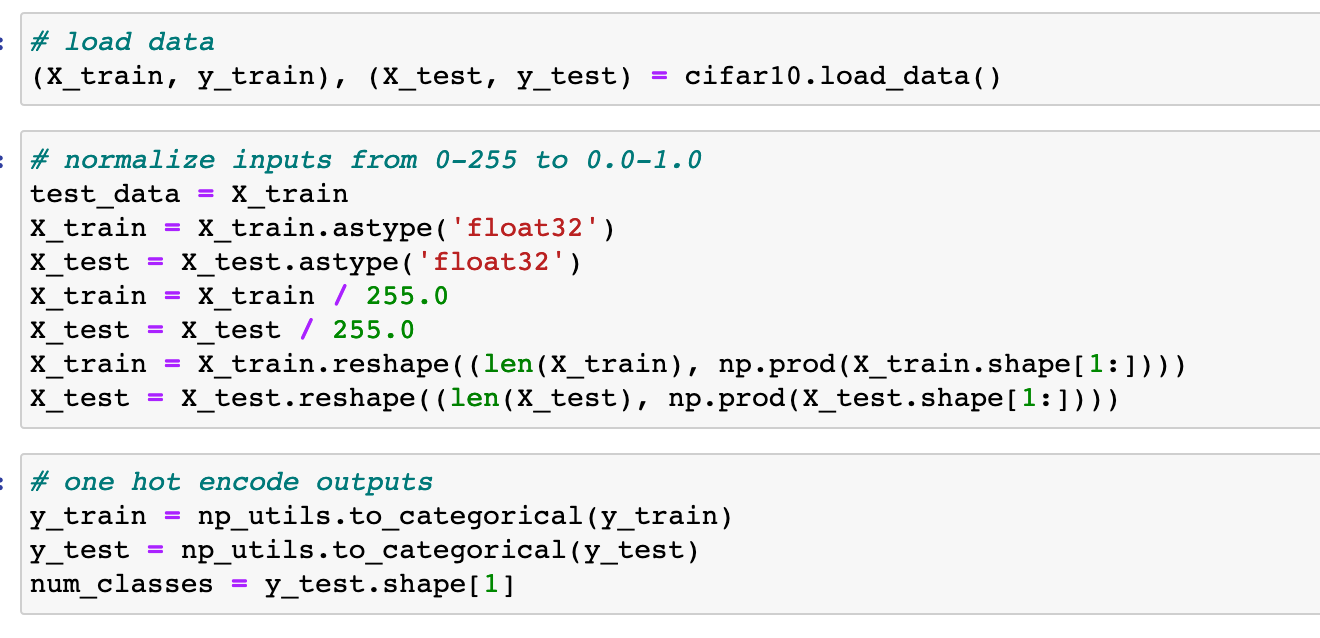 # load data
(X_train, y_train), (X_test, y_test) = cifar10.load_data()
# normalize inputs from 0-255 to 0.0-1.0
test_data = X_train
X_train = X_train.astype('float32')
X_test = X_test.astype('float32')
X_train = X_train / 255.0
X_test = X_test / 255.0
X_train = X_train.reshape((len(X_train), np.prod(X_train.shape[1:])))
X_test = X_test.reshape((len(X_test), np.prod(X_test.shape[1:])))
# one hot encode outputs
y_train = np_utils.to_categorical(y_train)
y_test = np_utils.to_categorical(y_test)
num_classes = y_test.shape[1]